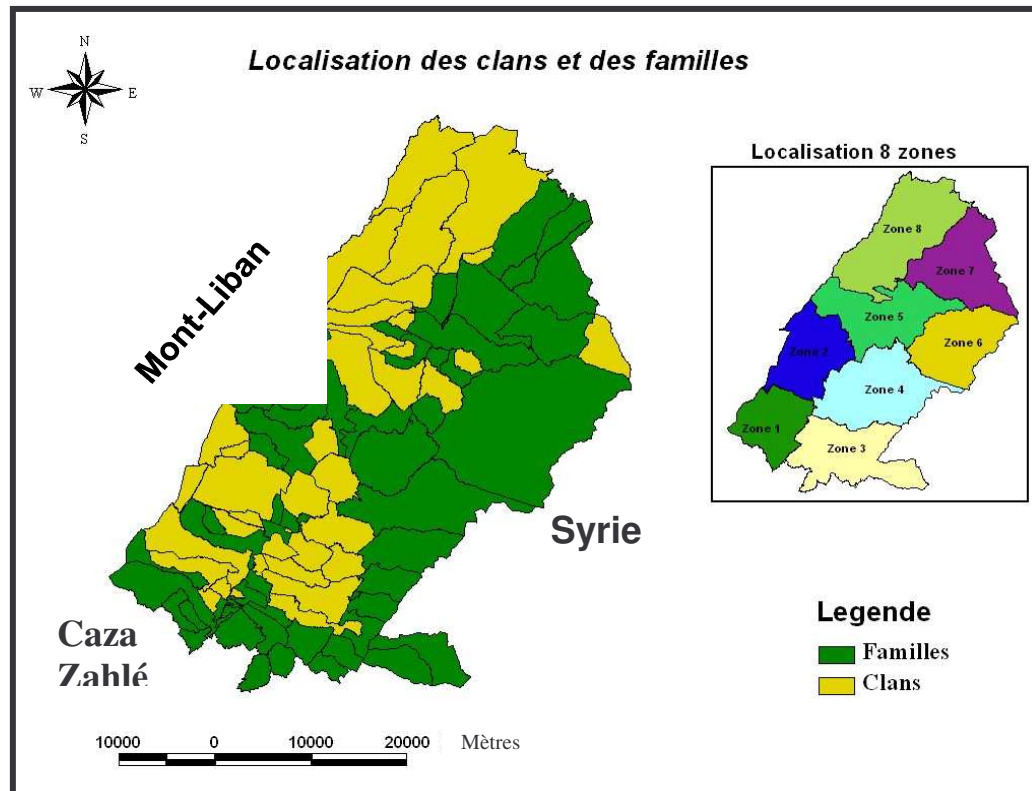 Localisation des clans et des familles
N
W
E
S
Mont-Liban
Syrie
Caza
Zahlé
10000 0 10000 20000 Mètres
Localisation 8 zones
Zone 8
Zone 7
Zone 5
Zone 6
Zone 2
Zone 4
Zone 1
Zone 3
Legende
Familles
Clans